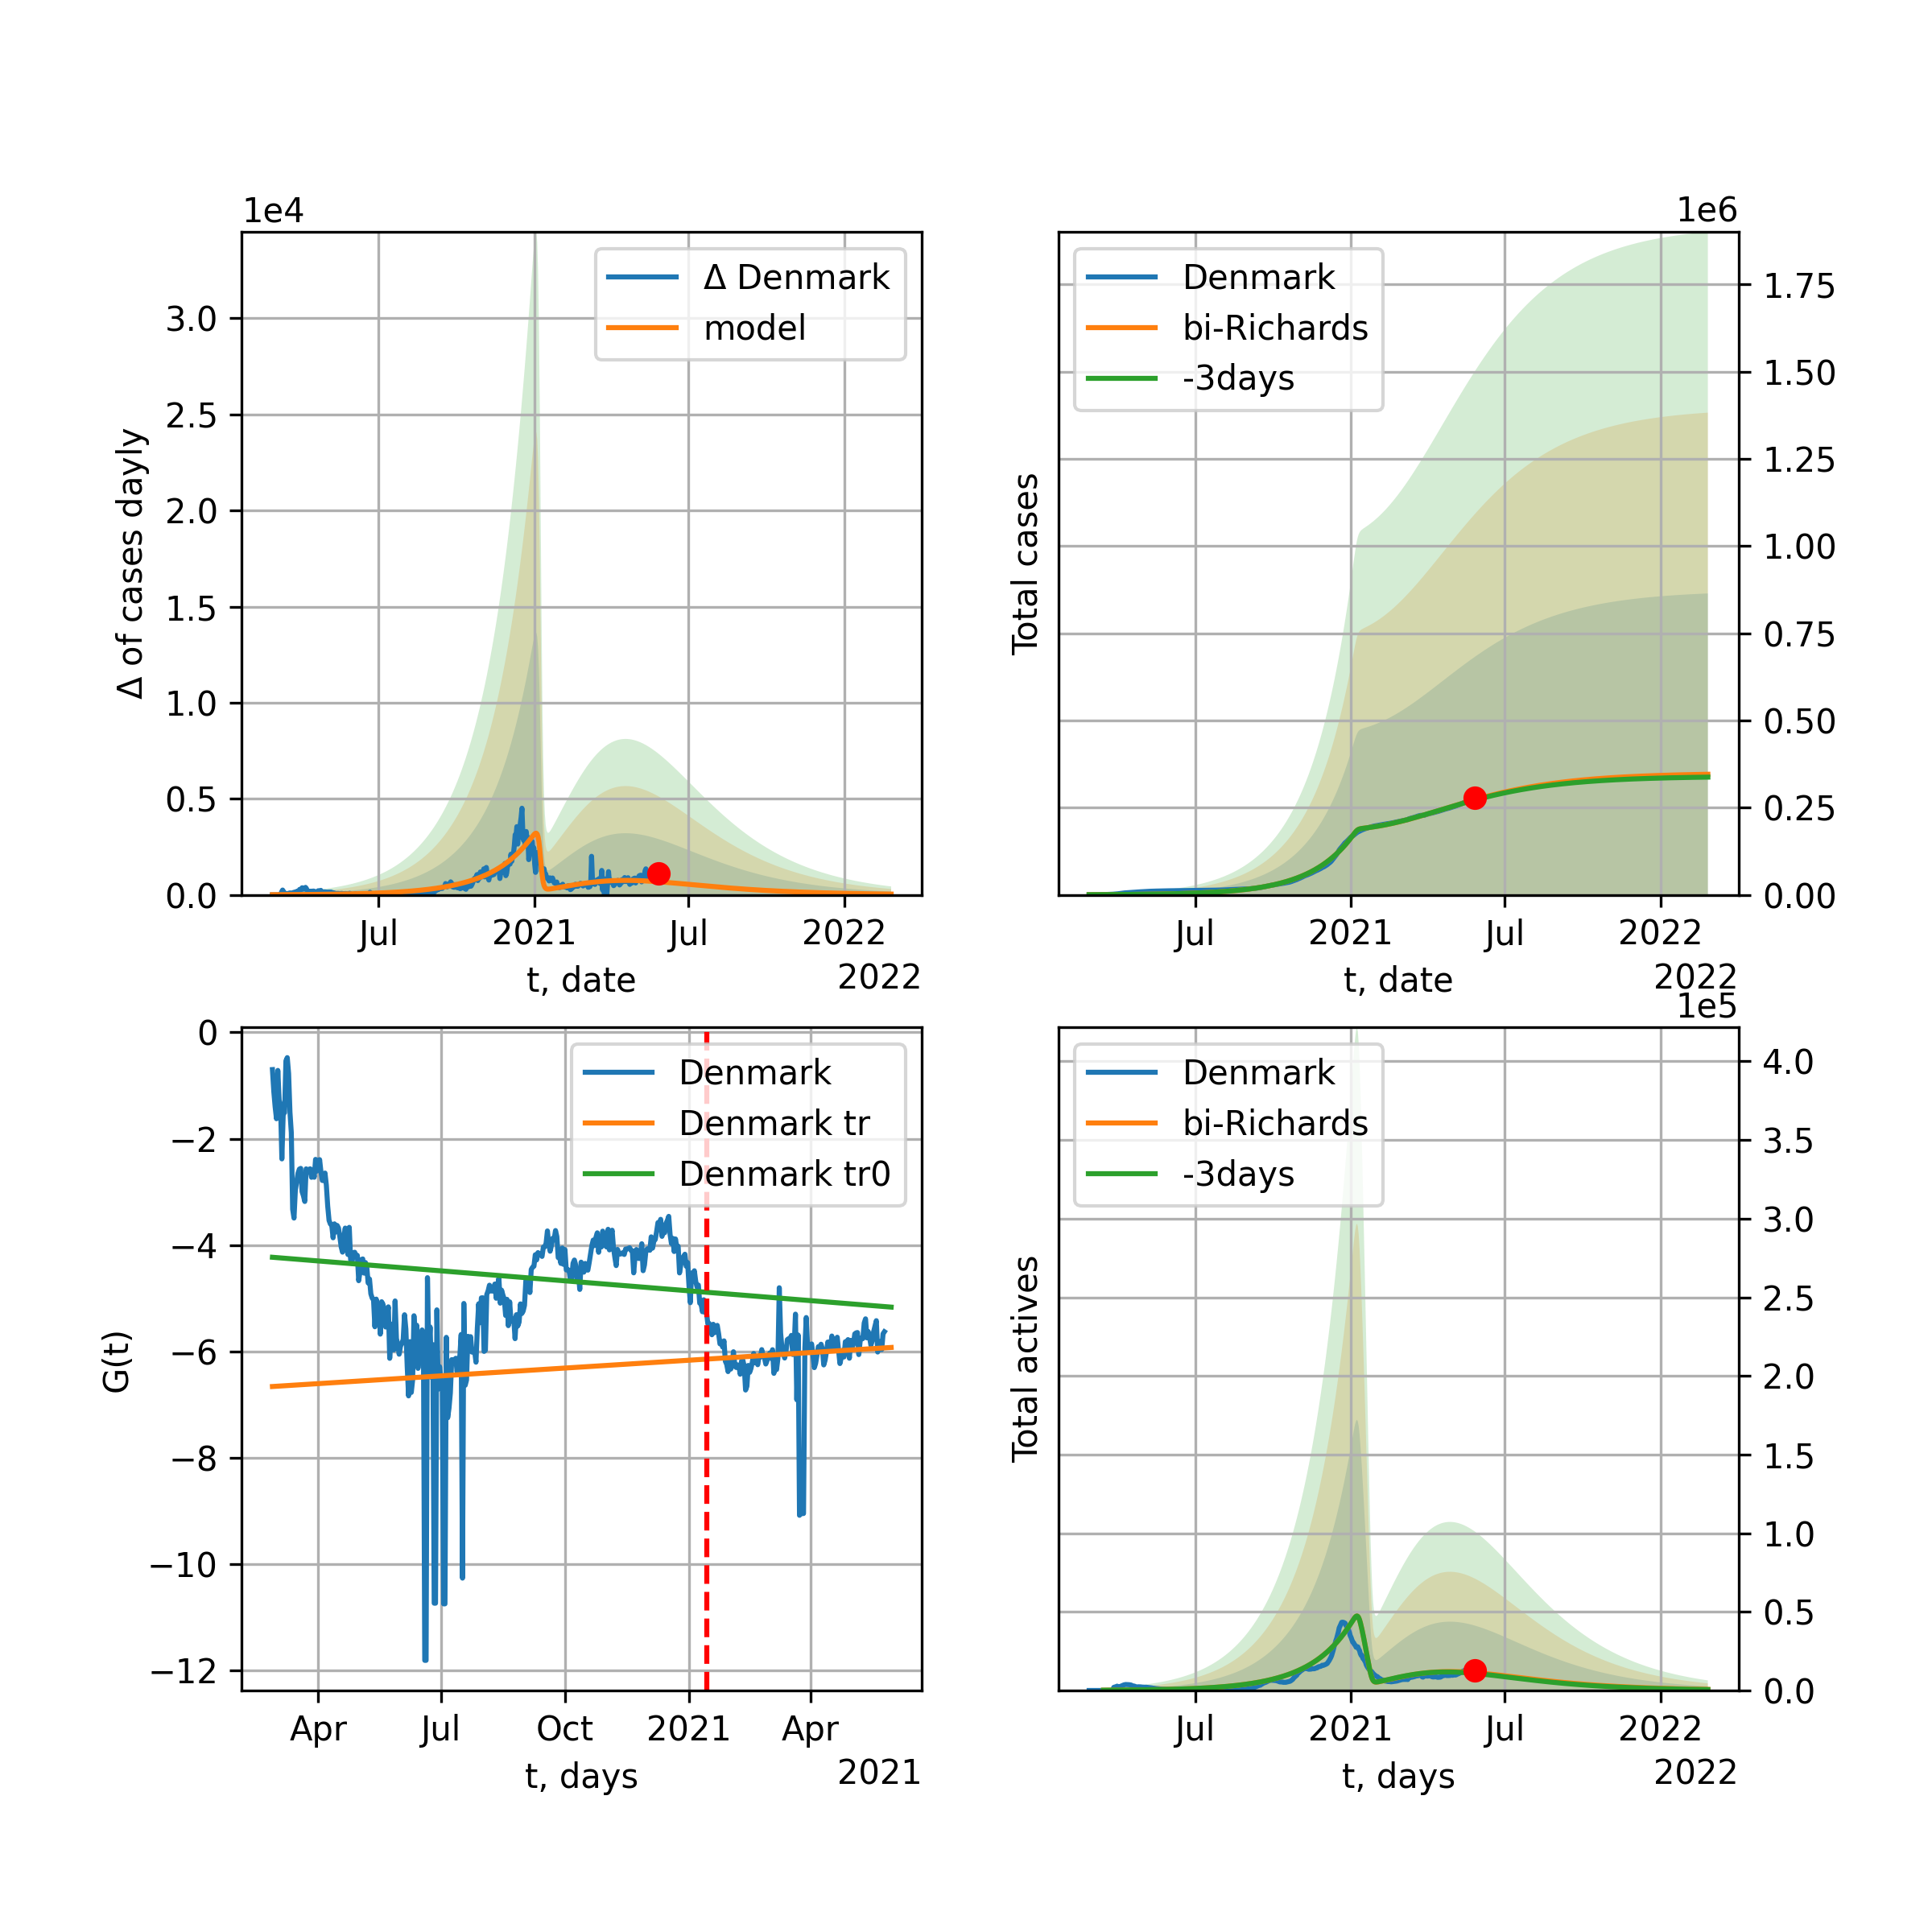 1e4
Δ Denmark
model
3.0
2.5
2.0
1.5
1.0
0.5
0.0
Δ of cases dayly
Jul
2021
Jul
2022
t, date
2022
1e6
Denmark
bi-Richards
-3days
1.75
1.50
1.25
1.00
0.75
0.50
0.25
0.00
Total cases
Jul
2021
Jul
2022
t, date
2022
Denmark
Denmark tr
Denmark tr0
0
−2
−4
−6
−8
−10
−12
G(t)
Apr
Jul
Oct
2021
Apr
t, days
2021
1e5
Denmark
bi-Richards
-3days
4.0
3.5
3.0
2.5
2.0
1.5
1.0
0.5
0.0
Total actives
Jul
2021
Jul
2022
t, days
2022